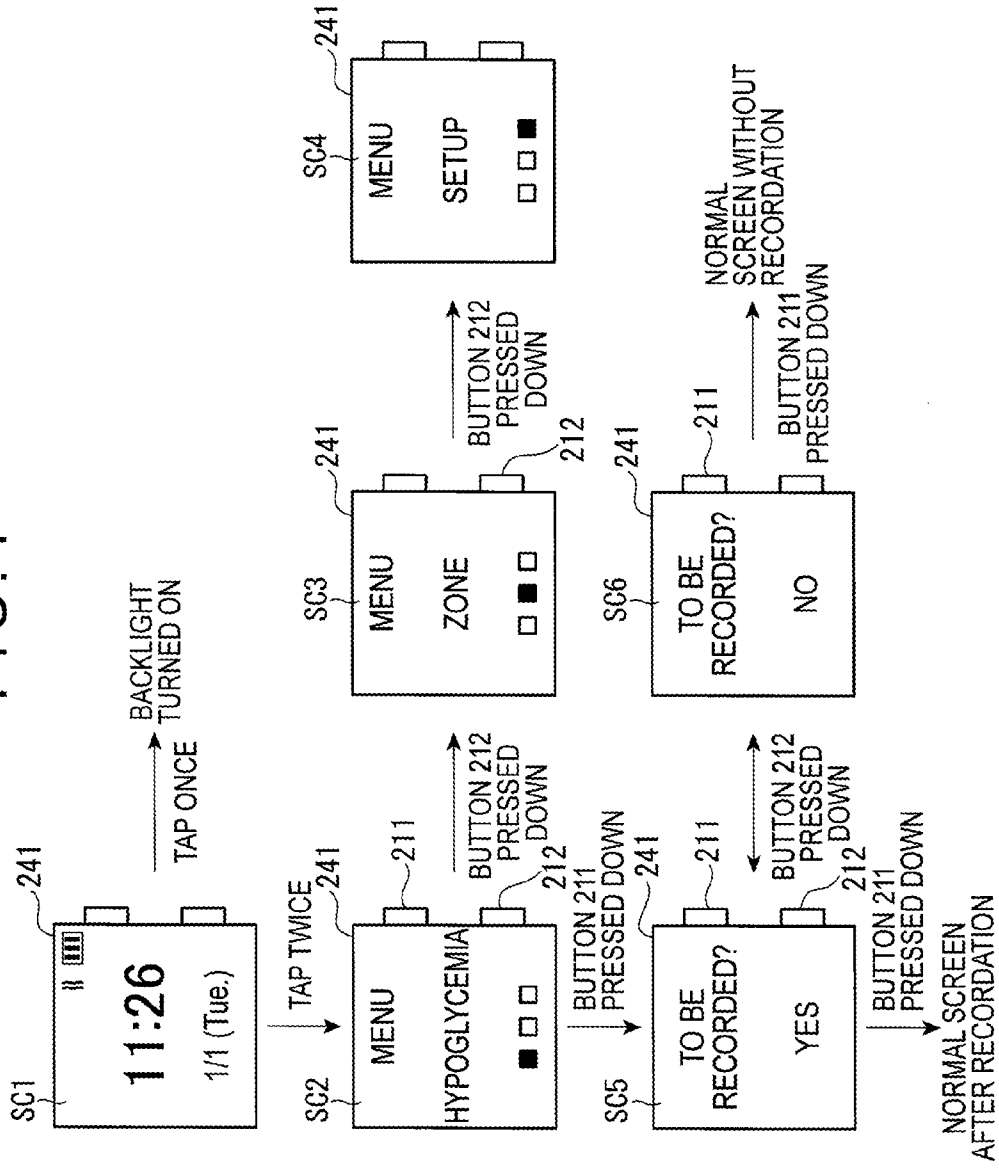 SC1
241
11:26
1/1 (Tue.)
TAP ONCE
BACKLIGHT
TURNED ON
TAP TWICE
SC2
241
MENU
HYPOGLYCEMIA
211
212
BUTTON 212
PRESSED
DOWN
SC3
241
MENU
ZONE
212
BUTTON 212
PRESSED
DOWN
SC4
241
MENU
SETUP
BUTTON 211
PRESSED DOWN
SC5
241
TO BE
RECORDED?
YES
211
212
BUTTON 212
PRESSED
DOWN
SC6
241
TO BE
RECORDED?
NO
211
BUTTON 211
PRESSED DOWN
NORMAL
SCREEN WITHOUT
RECORDATION
BUTTON 211
PRESSED DOWN
NORMAL SCREEN
AFTER RECORDATION